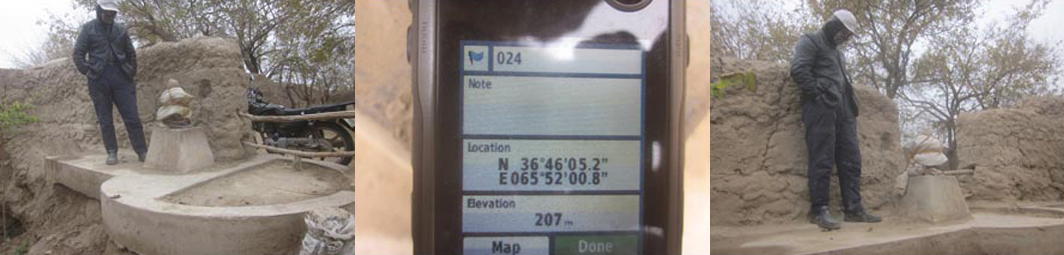 024
Note
Location
N 36°46'05.2"
E 065°52'00.8"
Elevation
207 m
Map
Done